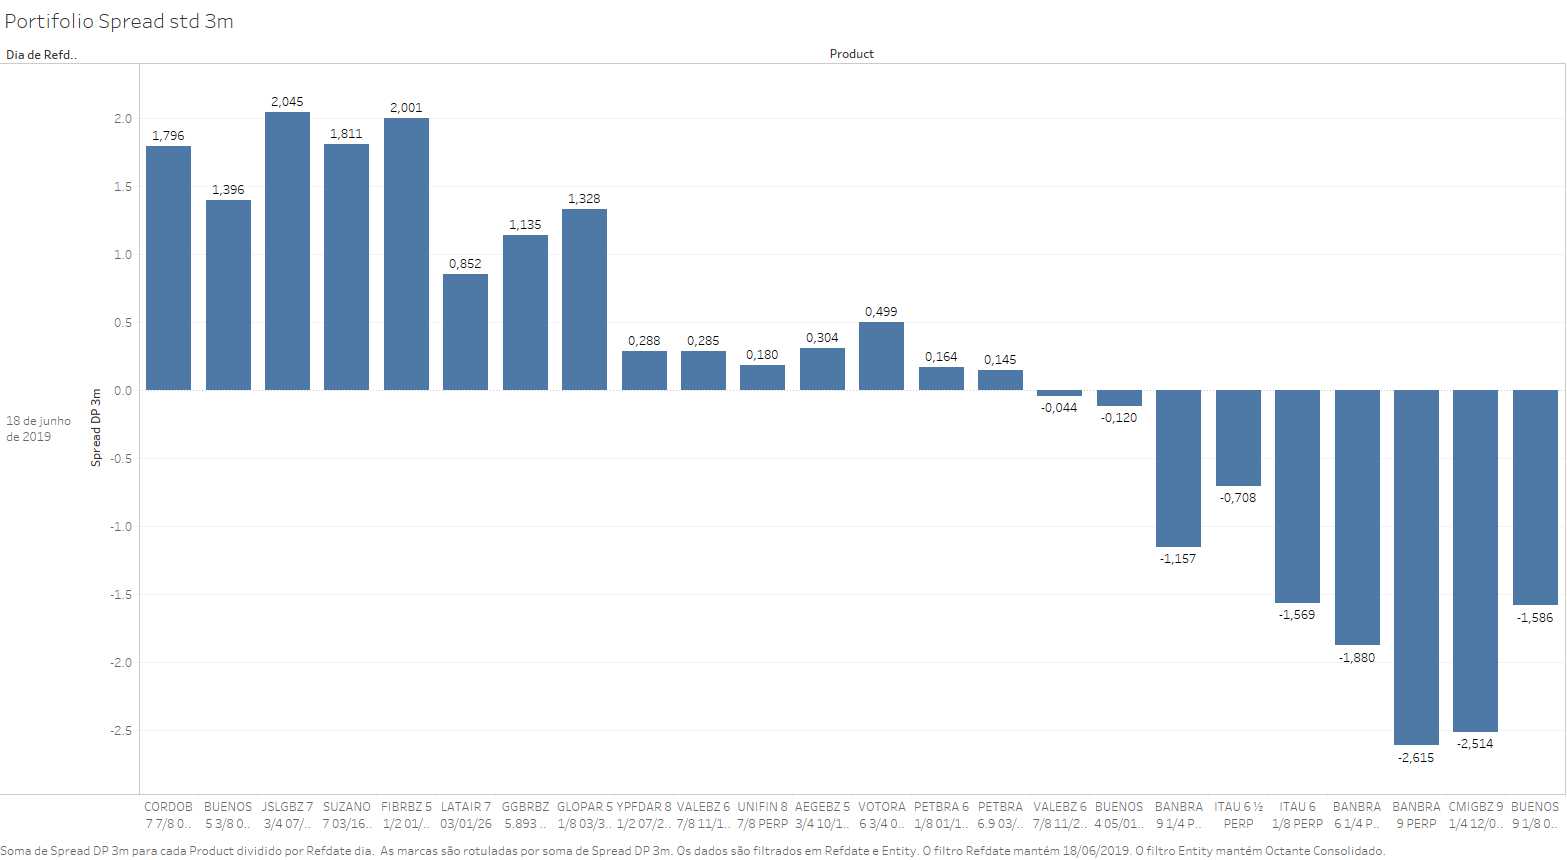 Portifolio Spread std 3m
Dia de Refd..
Product
2,045
2,001
1,811
1,796
1,396
1,328
1,135
0,852
0,499
0,304
0,288
0,285
0,180
0,164
0,145
-0,044
-0,120
-0,708
-1,157
-1,569
-1,586
-1,880
-2,514
-2,615
2.0
1.5
1.0
0.5
0.0
-0.5
-1.0
-1.5
-2.0
-2.5
Spread DP 3m
18 de junho
de 2019
CORDOB
7 7/8 0..
BUENOS
5 3/8 0..
JSLGBZ 7
3/4 07/..
SUZANO
7 03/16..
FIBRBZ 5
1/2 01/..
LATAIR 7
03/01/26
GGBRBZ
5.893 ..
GLOPAR 5
1/8 03/3..
YPFDAR 8
1/2 07/2..
VALEBZ 6
7/8 11/1..
UNIFIN 8
7/8 PERP
AEGEBZ 5
3/4 10/1..
VOTORA
6 3/4 0..
PETBRA 6
1/8 01/1..
PETBRA
6.9 03/..
VALEBZ 6
7/8 11/2..
BUENOS
4 05/01..
BANBRA
9 1/4 P..
ITAU 6 ½
PERP
ITAU 6
1/8 PERP
BANBRA
6 1/4 P..
BANBRA
9 PERP
CMIGBZ 9
1/4 12/0..
BUENOS
9 1/8 0..
Soma de Spread DP 3m para cada Product dividido por Refdate dia.  As marcas são rotuladas por soma de Spread DP 3m. Os dados são filtrados em Refdate e Entity. O filtro Refdate mantém 18/06/2019. O filtro Entity mantém Octante Consolidado.